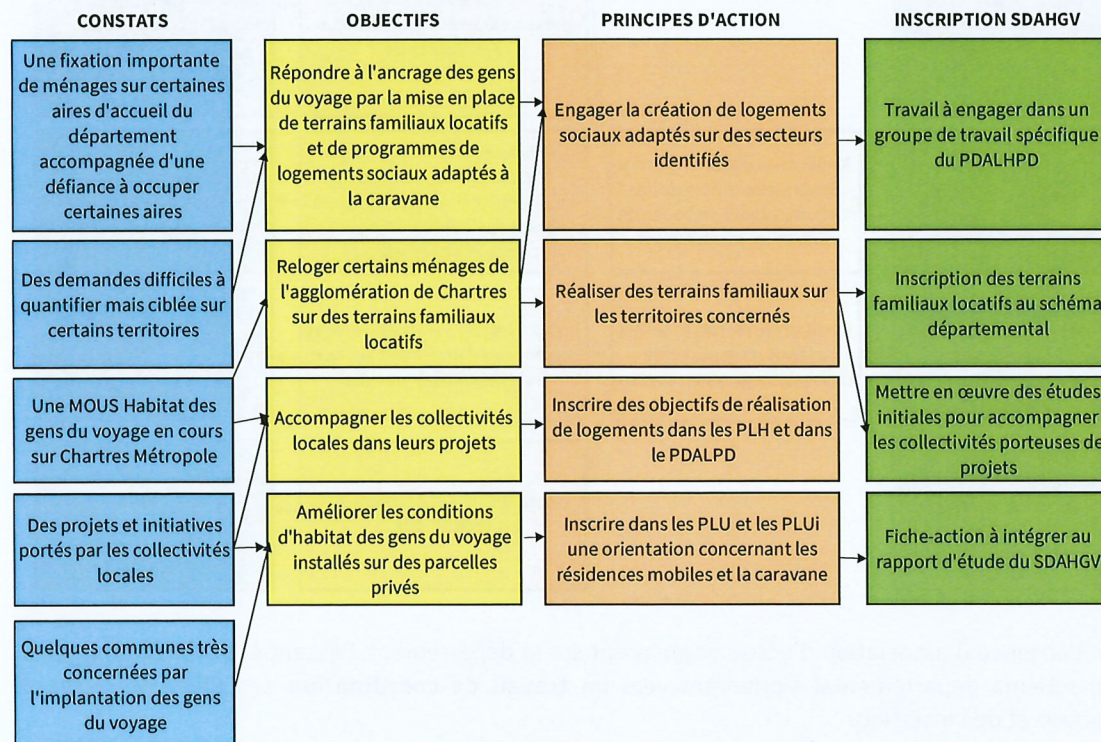 CONSTATS
OBJECTIFS
PRINCIPES D'ACTION
INSCRIPTION SDAHGV
Une fixation importante
de ménages sur certaines
aires d'accueil du
département
accompagnée d'une
défiance à occuper
certaines aires
Répondre à l'ancrage des gens
du voyage par la mise en place
de terrains familiaux locatifs
et de programmes de
logements sociaux adaptés à
la caravane
Engager la création de logements
sociaux adaptés sur des secteurs
identifiés
Travail à engager dans un
groupe de travail spécifique
du PDALHPD
Des demandes difficiles à
quantifier mais ciblée sur
certains territoires
Reloger certains ménages de
l'agglomération de Chartres
sur des terrains familiaux
locatifs
Réaliser des terrains familiaux sur
les territoires concernés
Inscription des terrains
familiaux locatifs au schéma
départemental
Une MOUS Habitat des
gens du voyage en cours
sur Chartres Métropole
Accompagner les collectivités
locales dans leurs projets
Inscrire des objectifs de réalisation
de logements dans les PLH et dans
le PDALPD
Mettre en œuvre des études
initiales pour accompagner
les collectivités porteuses de
projets
Des projets et initiatives
portés par les collectivités
locales
Améliorer les conditions
d'habitat des gens du voyage
installés sur des parcelles
privés
Inscrire dans les PLU et les PLUi
une orientation concernant les
résidences mobiles et la caravane
Fiche-action à intégrer au
rapport d'étude du SDAHGV
Quelques communes très
concernées par
l'implantation des gens
du voyage